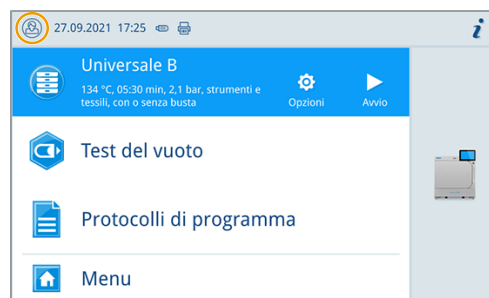 27.09.2021 17:25
i
Universale B
134 °C, 05:30 min, 2,1 bar, strumenti e
tessili, con o senza busta
Opzioni
Avvio
Test del vuoto
Protocolli di programma
Menu